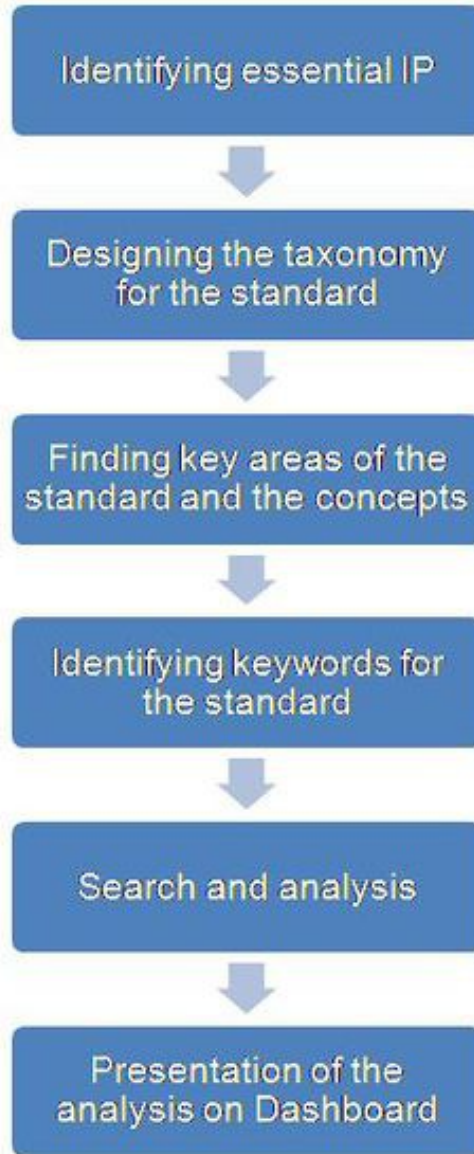 Identifying essential IP
Designing the taxonomy
for the standard
Finding key areas of the
standard and the concepts
Identifying keywords for
the standard
Search and analysis
Presentation of the
analysis on Dashboard